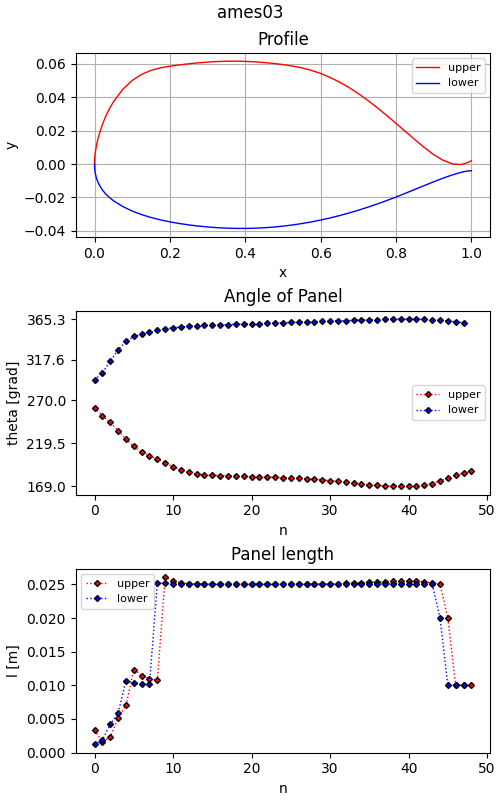 ames03
Profile
0.06
0.04
0.02
0.00
−0.02
−0.04
y
upper
lower
0.0 0.2 0.4 0.6 0.8 1.0
x
Angle of Panel
365.3
317.6
270.0
219.5
169.0
theta [grad]
upper
lower
0 10 20 30 40 50
n
Panel length
0.025
0.020
0.015
0.010
0.005
0.000
l [m]
upper
lower
0 10 20 30 40 50
n